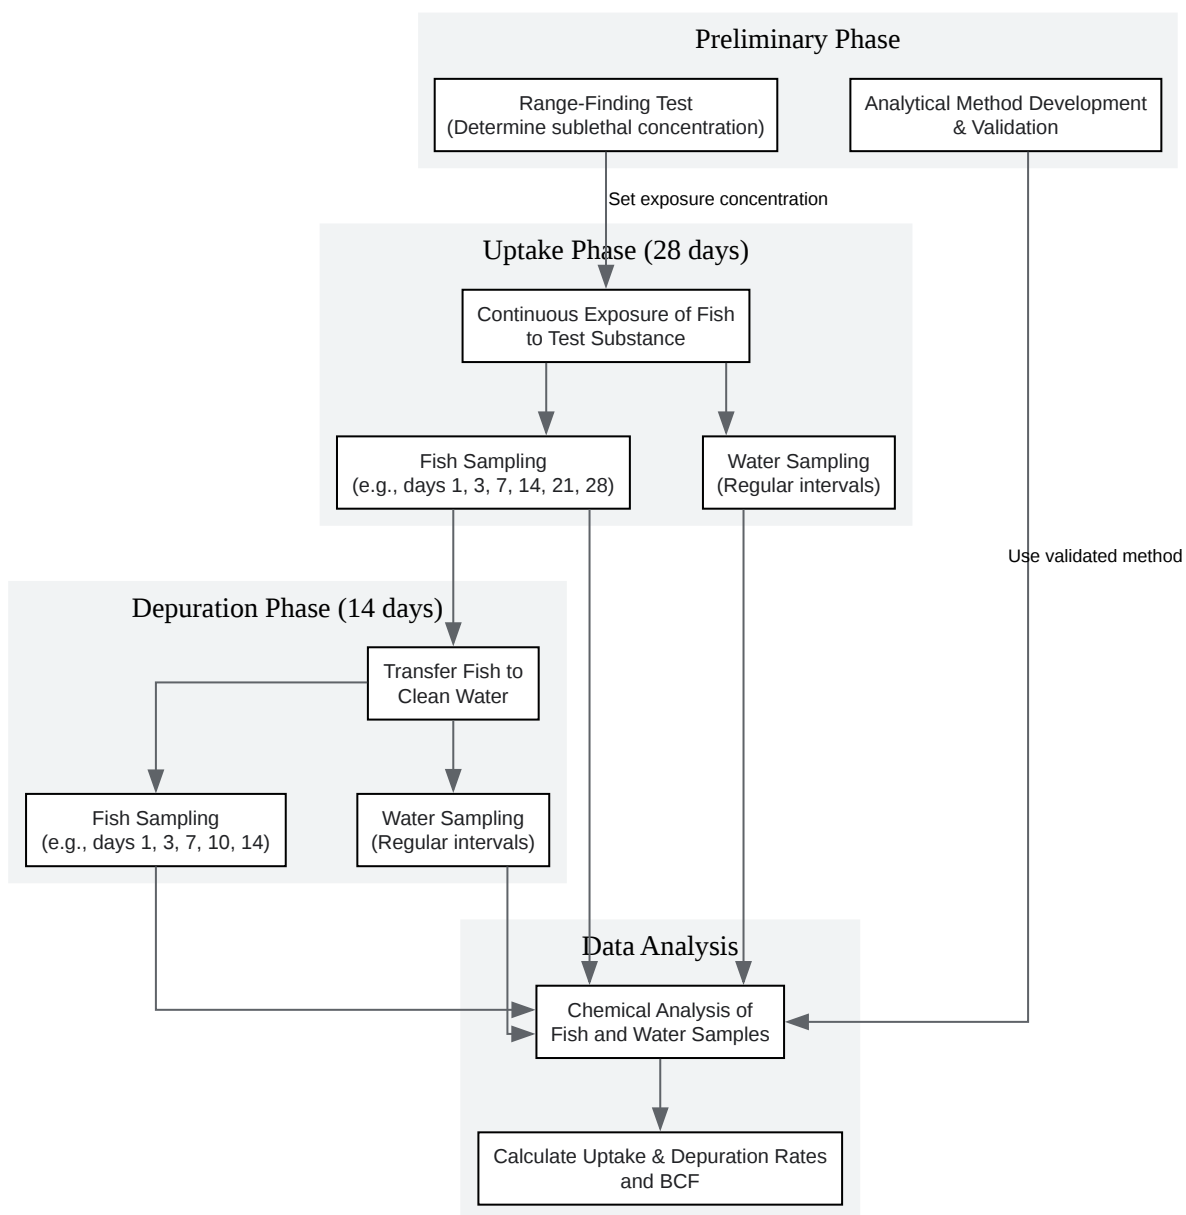 Preliminary Phase
Range-Finding Test
(Determine sublethal concentration)
Analytical Method Development
& Validation
Set exposure concentration
Uptake Phase (28 days)
Continuous Exposure of Fish
to Test Substance
Fish Sampling
(e.g., days 1, 3, 7, 14, 21, 28)
Water Sampling
(Regular intervals)
Use validated method
Depuration Phase (14 days)
Transfer Fish to
Clean Water
Fish Sampling
(e.g., days 1, 3, 7, 10, 14)
Water Sampling
(Regular intervals)
Data Analysis
Chemical Analysis of
Fish and Water Samples
Calculate Uptake & Depuration Rates
and BCF